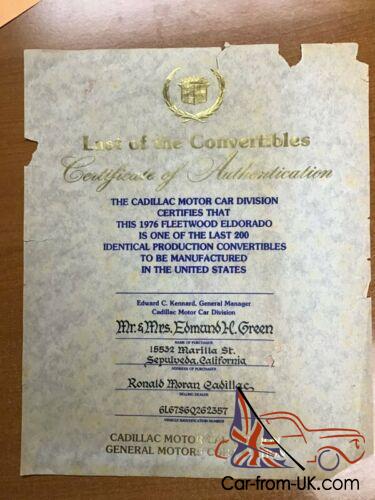 Last of the Convertibles
Certificate of Authentication
THE CADILLAC MOTOR CAR DIVISION
CERTIFIES THAT
THIS 1976 FLEETWOOD ELDORADO
IS ONE OF THE LAST 200
IDENTICAL PRODUCTION CONVERTIBLES
TO BE MANUFACTURED
IN THE UNITED STATES
Edward C. Kennard, General Manager
Cadillac Motor Car Division
Mr. & Mrs. Edmund H. Green
NAME OF PURCHASER
15532 Marilla St.
Sepulveda, California
ADDRESS OF PURCHASER
Ronald Moran Cadillac
SELLING DEALER
6L67S6Q262357
VEHICLE IDENTIFICATION NUMBER
CADILLAC MOTOR CAR
GENERAL MOTORS
Car-from-UK.com